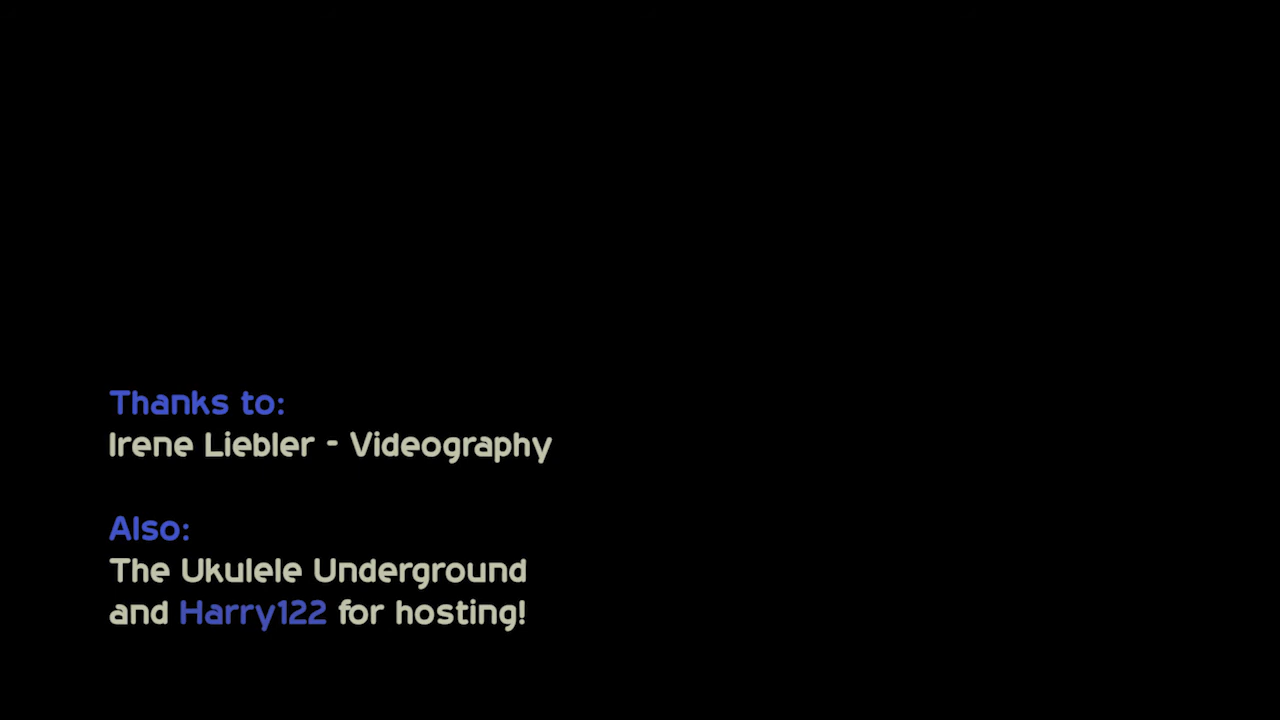 Thanks to:
Irene Liebler - Videography
Also:
The Ukulele Underground
and Harry122 for hosting!